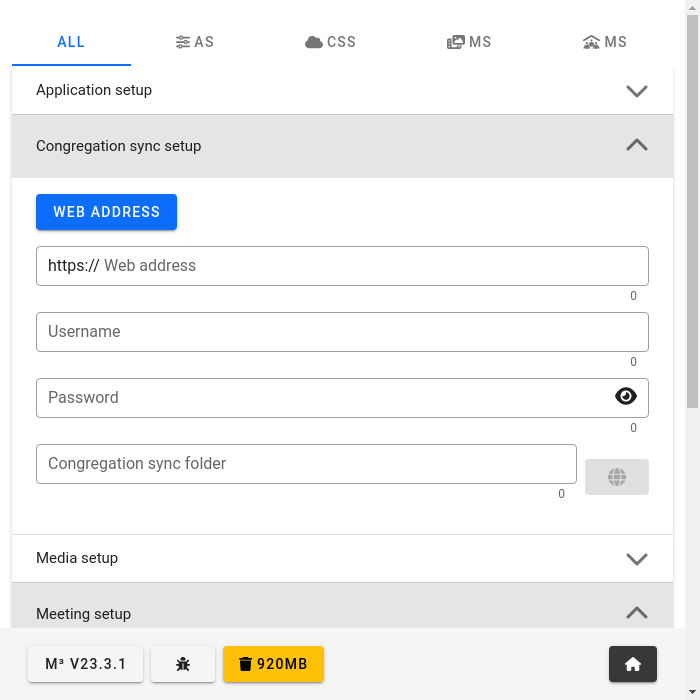 ALL AS CSS MS MS
Application setup
Congregation sync setup
WEB ADDRESS
https:// Web address
0
Username
0
Password
0
Congregation sync folder
0
Media setup
Meeting setup
M³ V23.3.1 920MB